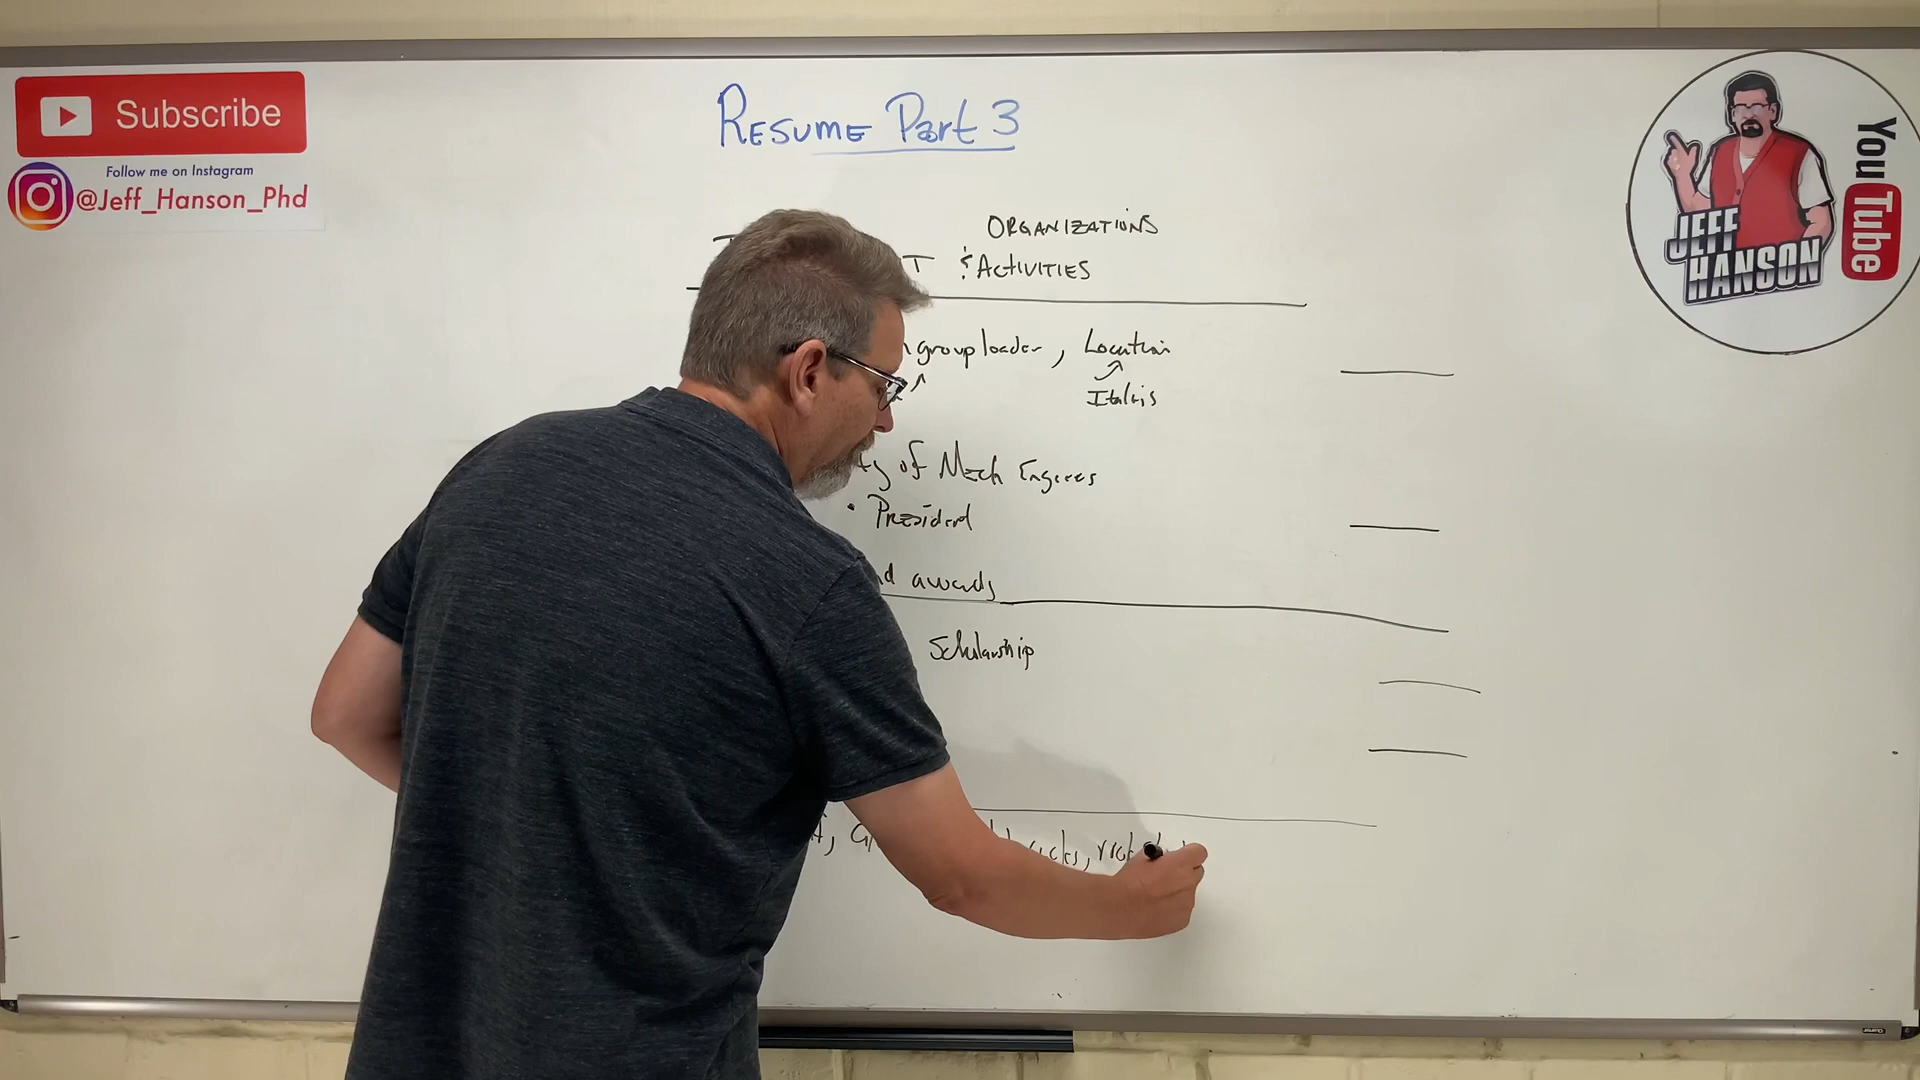 Subscribe
Follow me on Instagram
@Jeff_Hanson_Phd
RESUME Part 3
ORGANIZATIONS
T & ACTIVITIES
group leader, Location
Italics
of Mech Engineers
• President
awards
Scholarship
YouTube
JEFF
HANSON